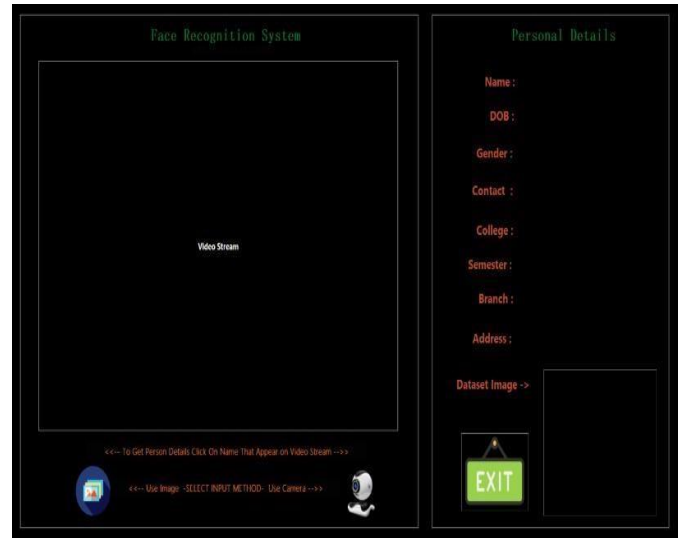 Face Recognition System
Video Stream
<<-- To Get Person Details Click On Name That Appear on Video Stream -->>
<<-- Use Image -SELECT INPUT METHOD- Use Camera -->>
Personal Details
Name :
DOB :
Gender :
Contact :
College :
Semester :
Branch :
Address :
Dataset Image ->
EXIT